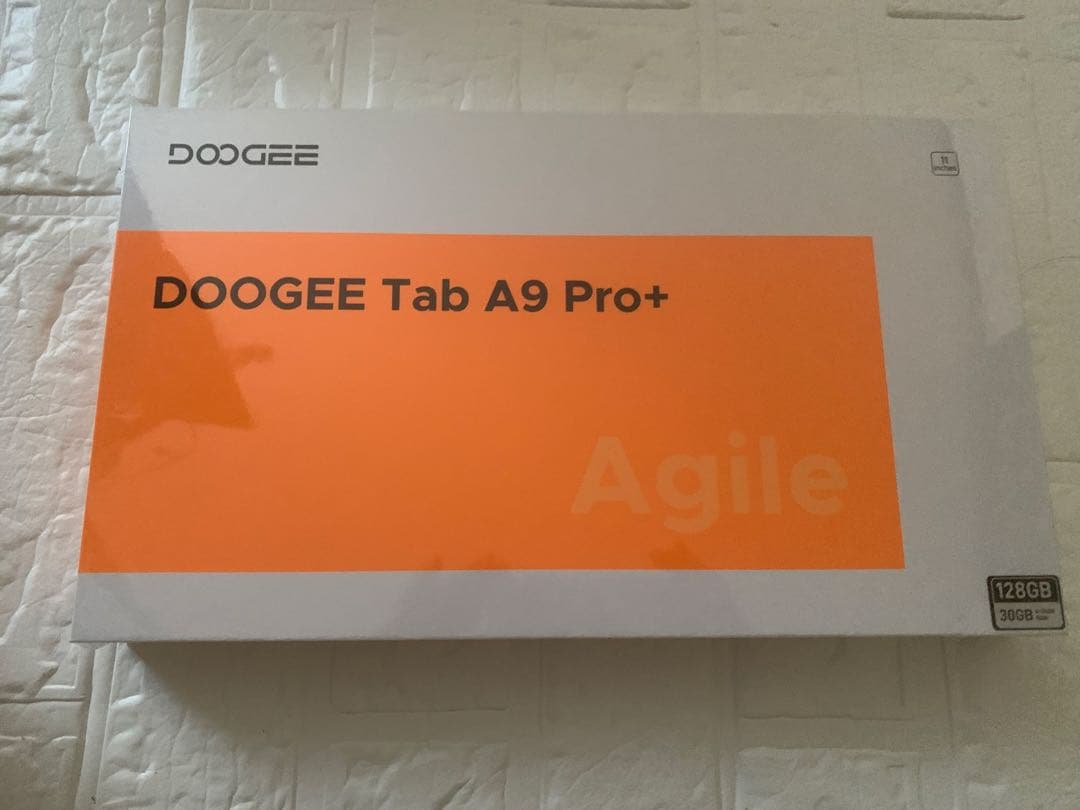 DOOGEE
11
inches
DOOGEE Tab A9 Pro+
Agile
128GB
30GB